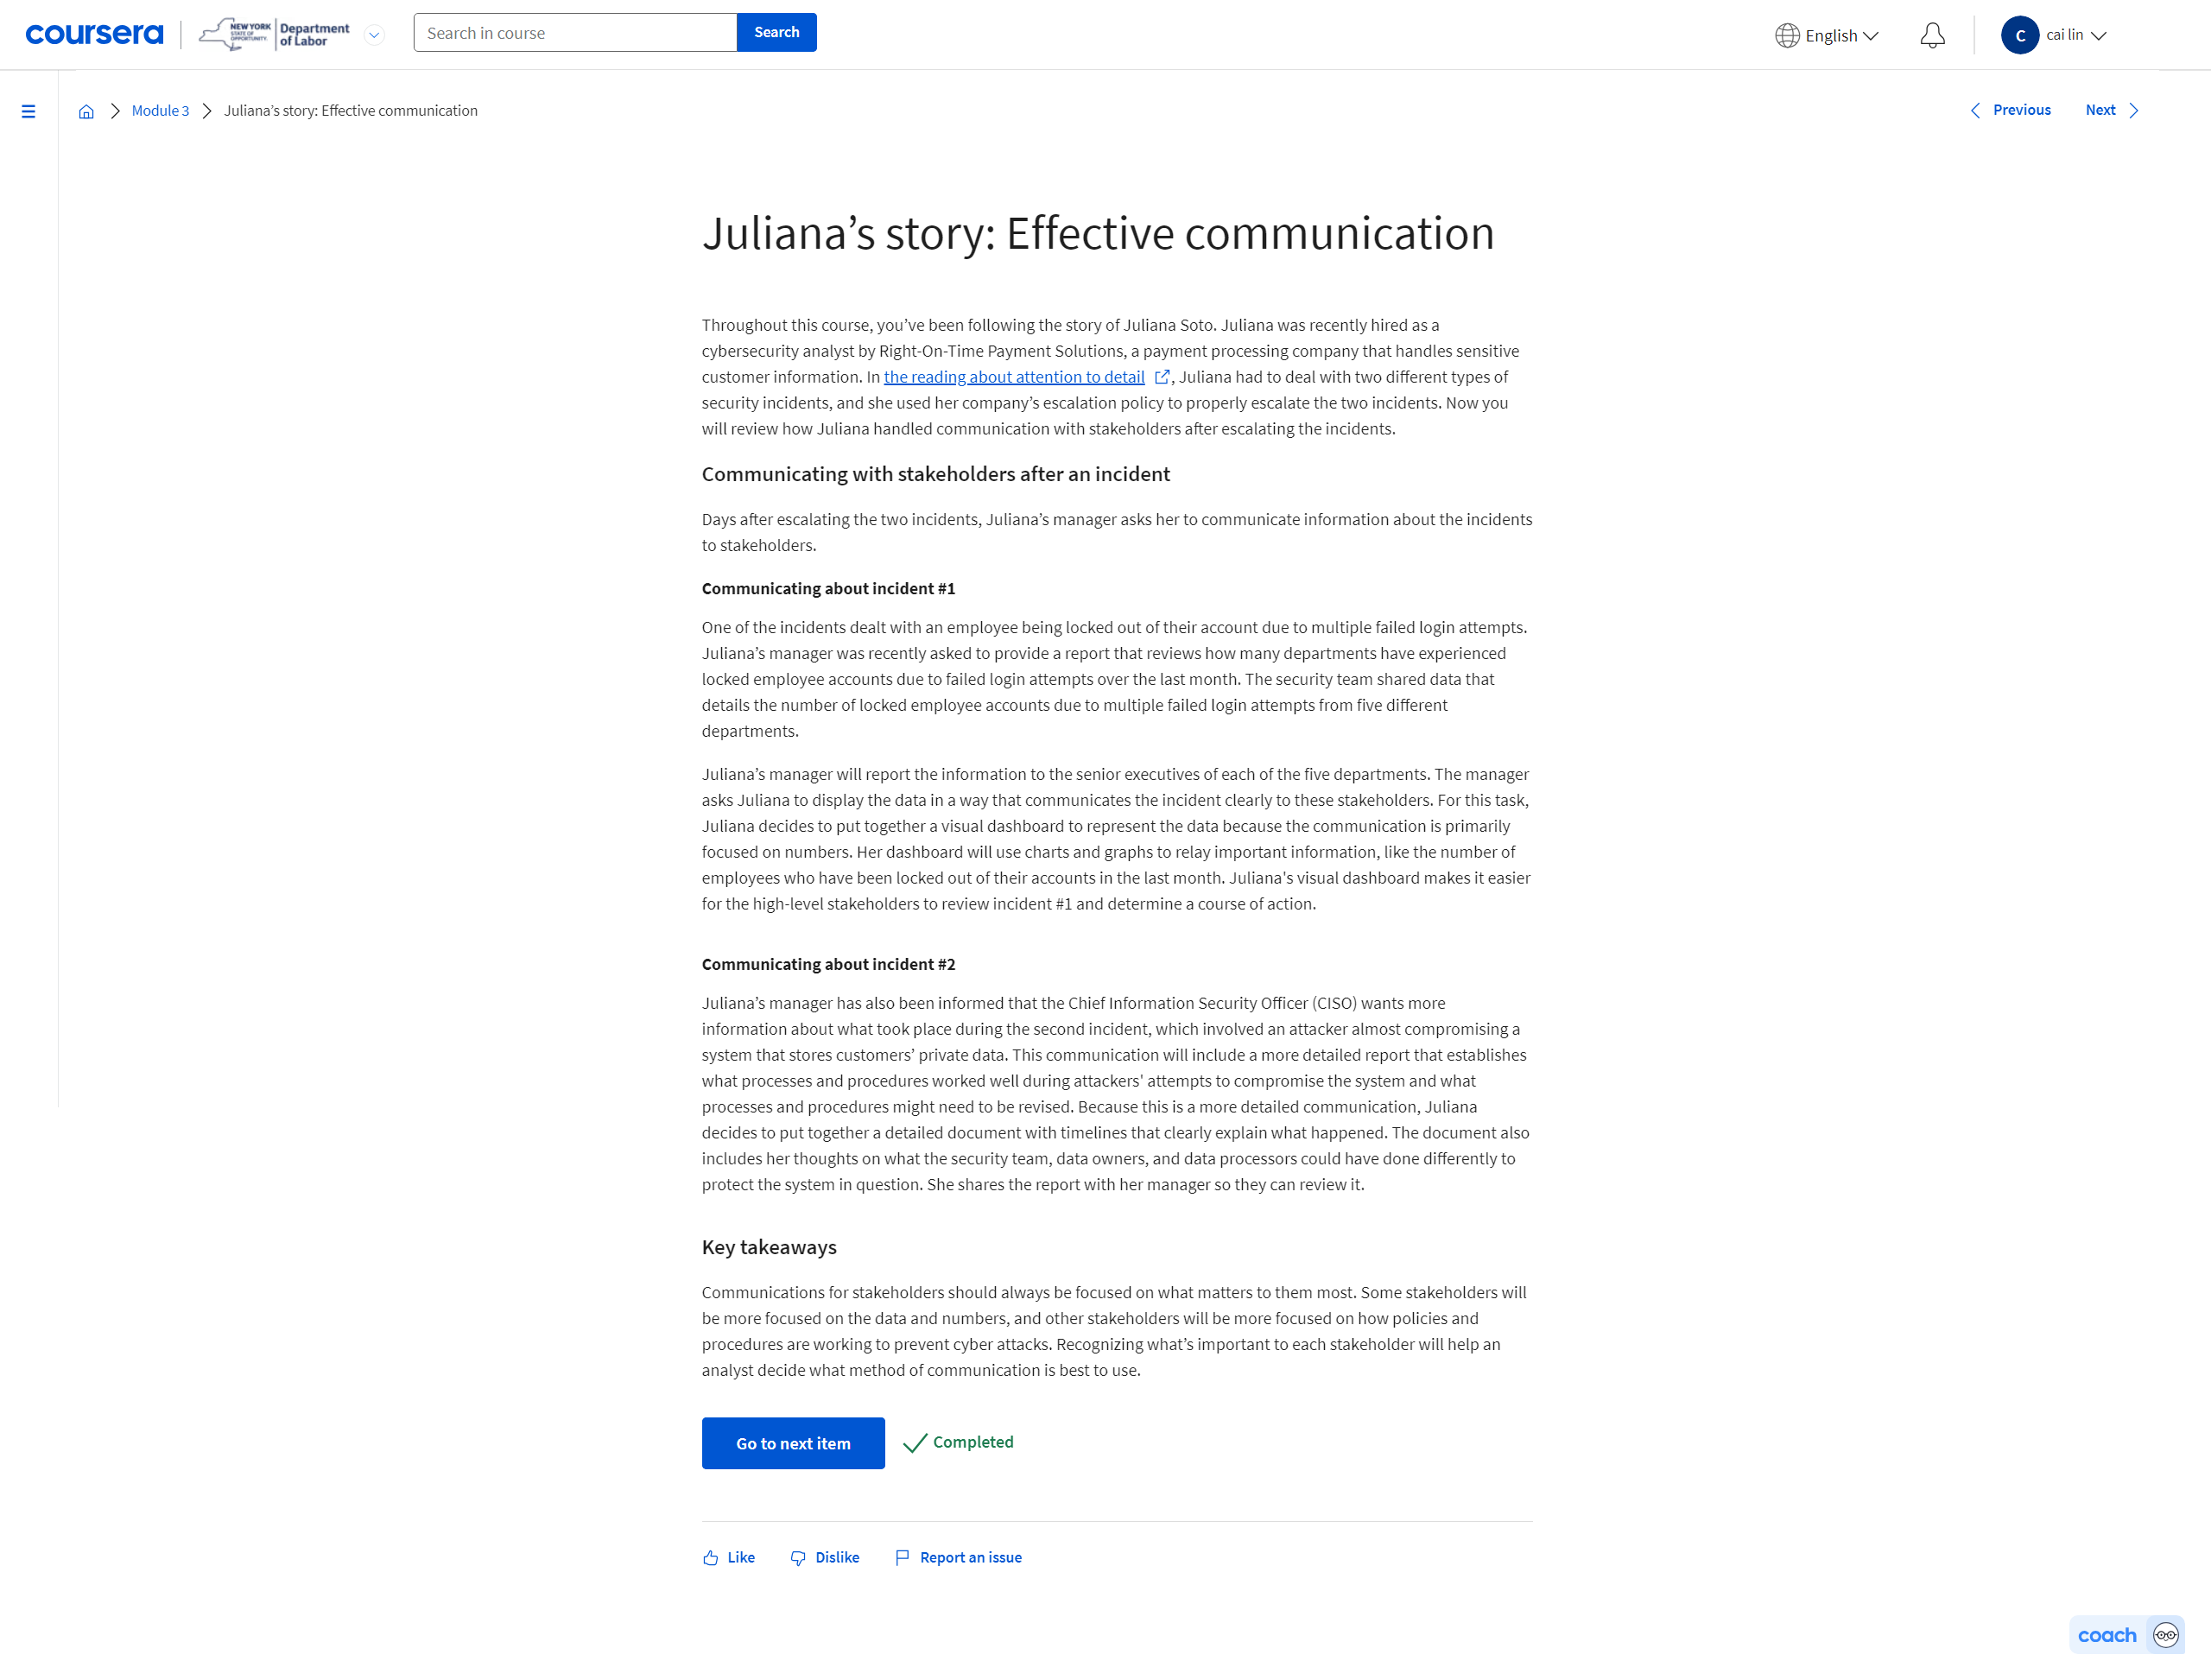 coursera
NEW YORK
STATE OF
OPPORTUNITY.
Department
of Labor
Search in course
Search
English
C
cai lin
Module 3
Juliana’s story: Effective communication
Previous
Next
Juliana’s story: Effective communication
Throughout this course, you’ve been following the story of Juliana Soto. Juliana was recently hired as a
cybersecurity analyst by Right-On-Time Payment Solutions, a payment processing company that handles sensitive
customer information. In the reading about attention to detail, Juliana had to deal with two different types of
security incidents, and she used her company’s escalation policy to properly escalate the two incidents. Now you
will review how Juliana handled communication with stakeholders after escalating the incidents.
Communicating with stakeholders after an incident
Days after escalating the two incidents, Juliana’s manager asks her to communicate information about the incidents
to stakeholders.
Communicating about incident #1
One of the incidents dealt with an employee being locked out of their account due to multiple failed login attempts.
Juliana’s manager was recently asked to provide a report that reviews how many departments have experienced
locked employee accounts due to failed login attempts over the last month. The security team shared data that
details the number of locked employee accounts due to multiple failed login attempts from five different
departments.
Juliana’s manager will report the information to the senior executives of each of the five departments. The manager
asks Juliana to display the data in a way that communicates the incident clearly to these stakeholders. For this task,
Juliana decides to put together a visual dashboard to represent the data because the communication is primarily
focused on numbers. Her dashboard will use charts and graphs to relay important information, like the number of
employees who have been locked out of their accounts in the last month. Juliana's visual dashboard makes it easier
for the high-level stakeholders to review incident #1 and determine a course of action.
Communicating about incident #2
Juliana’s manager has also been informed that the Chief Information Security Officer (CISO) wants more
information about what took place during the second incident, which involved an attacker almost compromising a
system that stores customers’ private data. This communication will include a more detailed report that establishes
what processes and procedures worked well during attackers' attempts to compromise the system and what
processes and procedures might need to be revised. Because this is a more detailed communication, Juliana
decides to put together a detailed document with timelines that clearly explain what happened. The document also
includes her thoughts on what the security team, data owners, and data processors could have done differently to
protect the system in question. She shares the report with her manager so they can review it.
Key takeaways
Communications for stakeholders should always be focused on what matters to them most. Some stakeholders will
be more focused on the data and numbers, and other stakeholders will be more focused on how policies and
procedures are working to prevent cyber attacks. Recognizing what’s important to each stakeholder will help an
analyst decide what method of communication is best to use.
Go to next item
Completed
Like
Dislike
Report an issue
coach